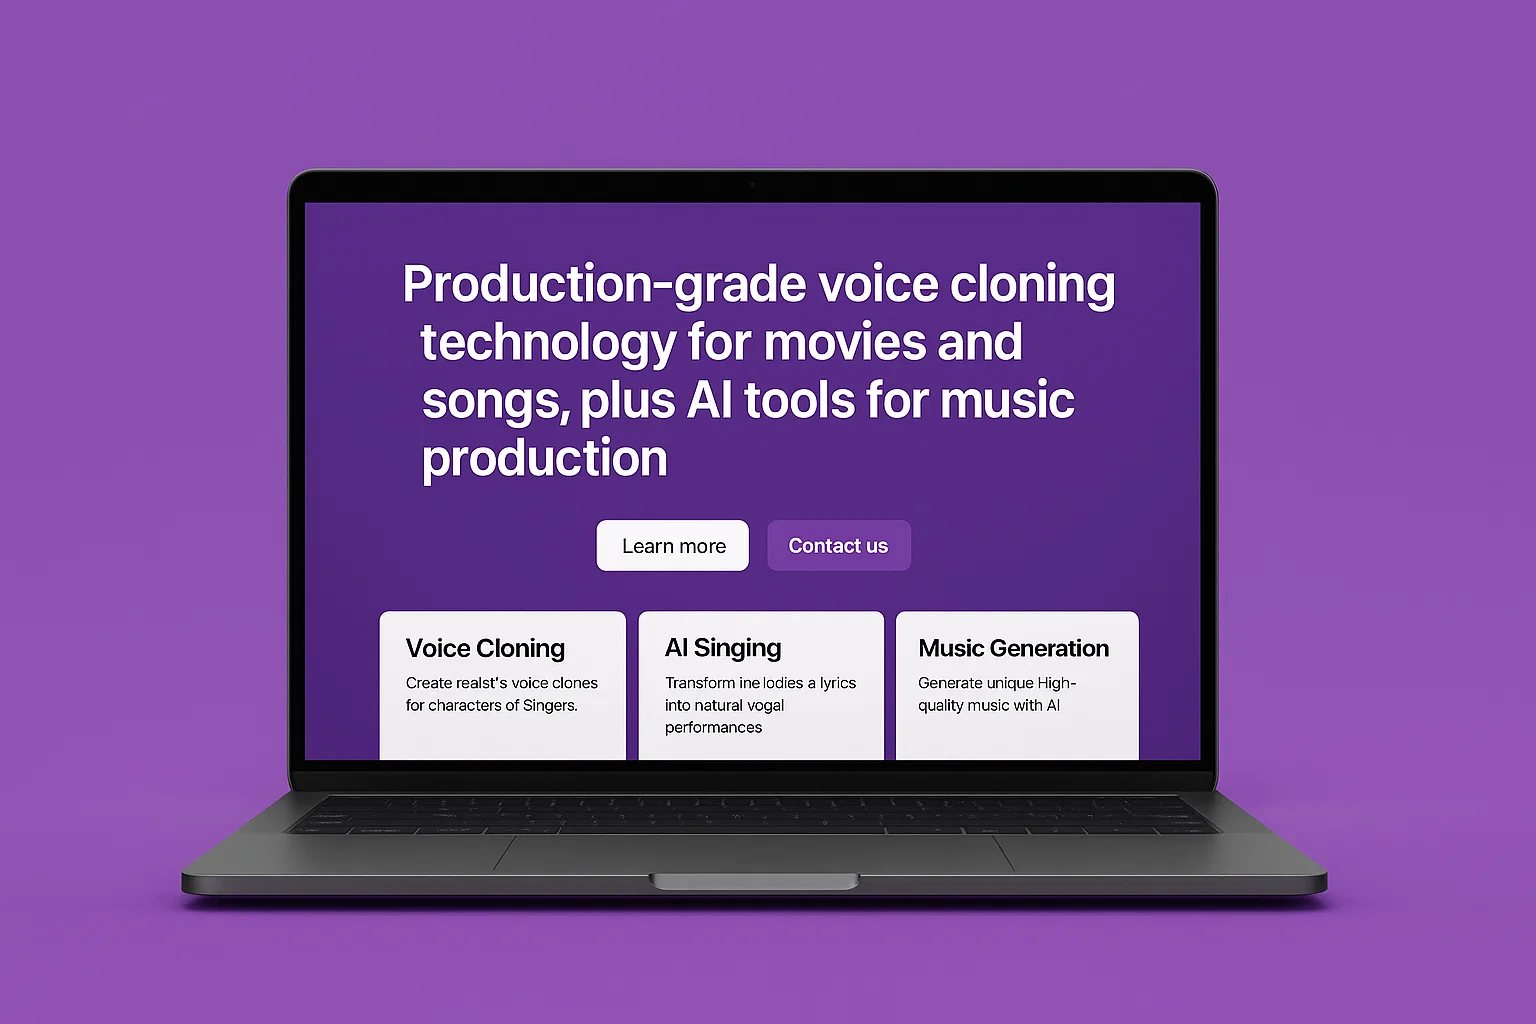 Production-grade voice cloning
technology for movies and
songs, plus AI tools for music
production
Learn more
Contact us
Voice Cloning
Create realst's voice clones
for characters of Singers.
AI Singing
Transform inelodies a lyrics
into natural vogal
performances
Music Generation
Generate unique High-
quality music with AI